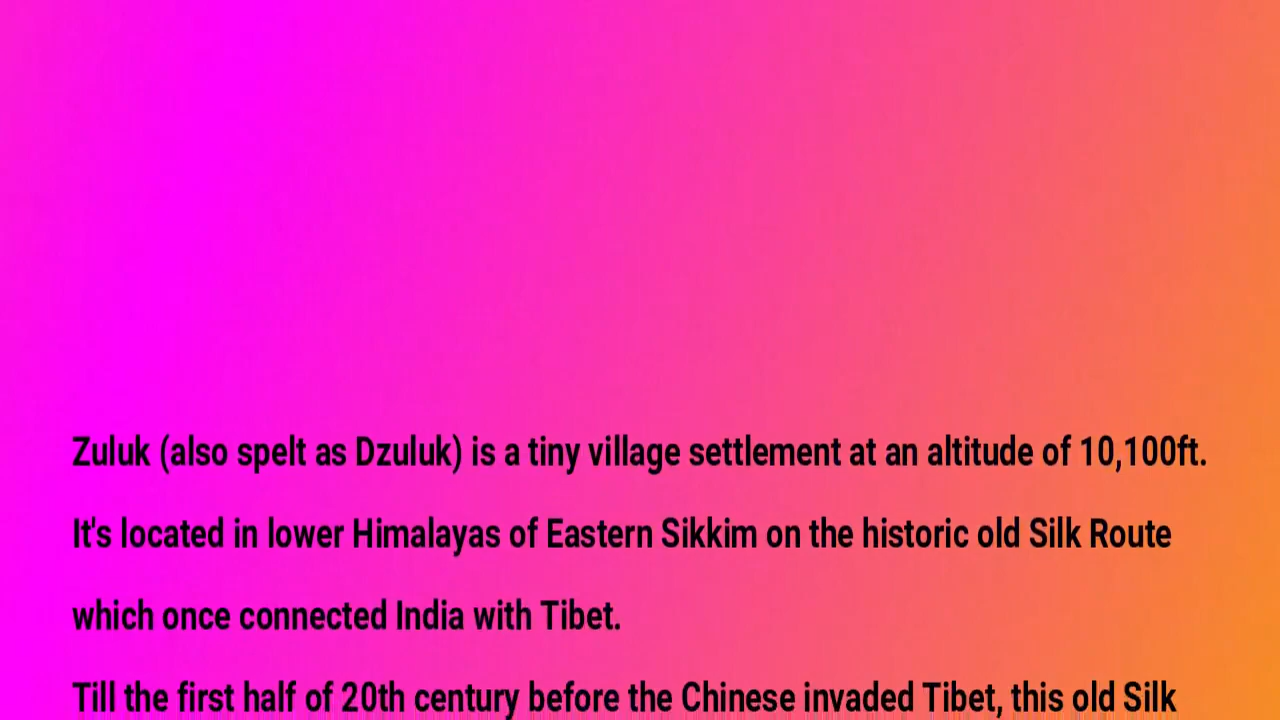 Zuluk (also spelt as Dzuluk) is a tiny village settlement at an altitude of 10,100ft.
It's located in lower Himalayas of Eastern Sikkim on the historic old Silk Route
which once connected India with Tibet.
Till the first half of 20th century before the Chinese invaded Tibet, this old Silk